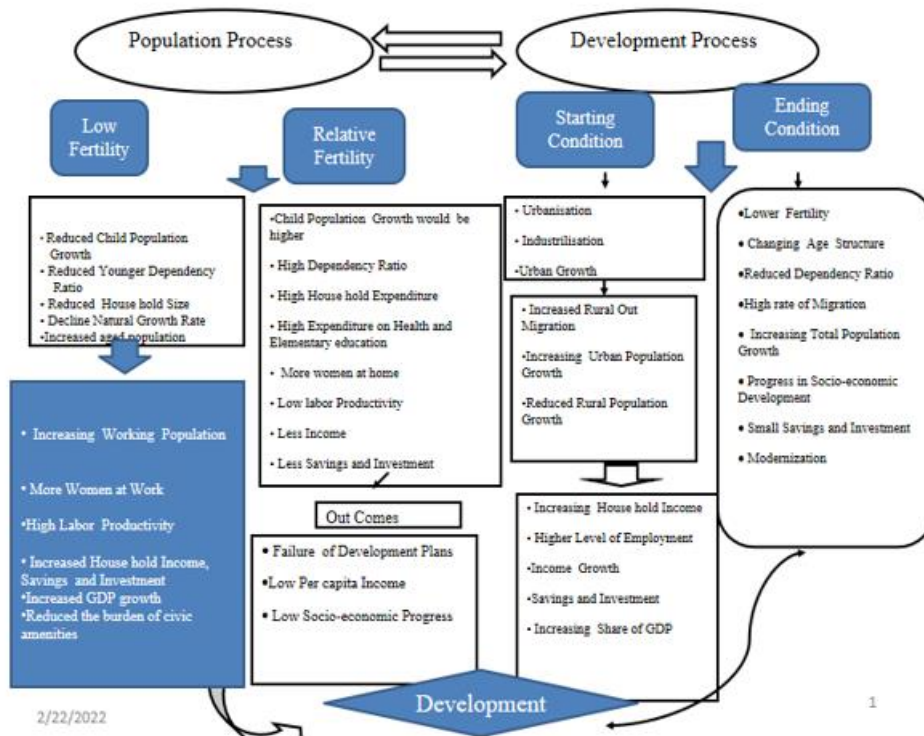 Population Process
Development Process
Low
Fertility
Relative
Fertility
Starting
Condition
Ending
Condition
• Reduced Child Population
Growth
• Reduced Younger Dependency
Ratio
• Reduced House hold Size
• Decline Natural Growth Rate
•Increased aged population
• Increasing Working Population
• More Women at Work
•High Labor Productivity
• Increased House hold Income,
Savings and Investment
•Increased GDP growth
•Reduced the burden of civic
amenities
•Child Population Growth would be
higher
• High Dependency Ratio
• High House hold Expenditure
• High Expenditure on Health and
Elementary education
• More women at home
• Low labor Productivity
• Less Income
• Less Savings and Investment
Out Comes
• Failure of Development Plans
•Low Per capita Income
• Low Socio-economic Progress
• Urbanisation
• Industrilisation
•Urban Growth
• Increased Rural Out
Migration
•Increasing Urban Population
Growth
•Reduced Rural Population
Growth
• Increasing House hold Income
• Higher Level of Employment
•Income Growth
•Savings and Investment
• Increasing Share of GDP
•Lower Fertility
• Changing Age Structure
•Reduced Dependency Ratio
•High rate of Migration
• Increasing Total Population
Growth
• Progress in Socio-economic
Development
• Small Savings and Investment
• Modernization
Development
2/22/2022
1